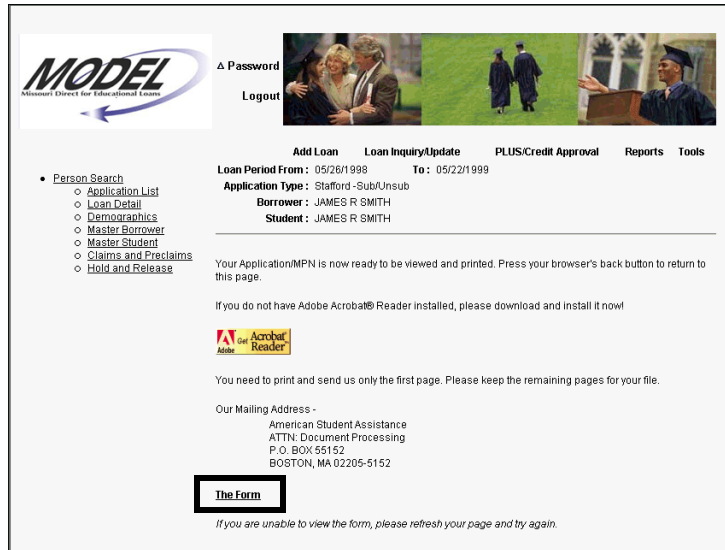 MODEL
Missouri Direct for Educational Loans
Δ Password
Logout
Add Loan Loan Inquiry/Update PLUS/Credit Approval Reports Tools
Loan Period From : 05/26/1998 To : 05/22/1999
Application Type : Stafford -Sub/Unsub
Borrower : JAMES R SMITH
Student : JAMES R SMITH
Person Search
Application List
Loan Detail
Demographics
Master Borrower
Master Student
Claims and Preclaims
Hold and Release
Your Application/MPN is now ready to be viewed and printed. Press your browser's back button to return to
this page.
If you do not have Adobe Acrobat® Reader installed, please download and install it now!
Adobe
Get Acrobat
Reader
You need to print and send us only the first page. Please keep the remaining pages for your file.
Our Mailing Address -
American Student Assistance
ATTN: Document Processing
P.O. BOX 55152
BOSTON, MA 02205-5152
The Form
If you are unable to view the form, please refresh your page and try again.